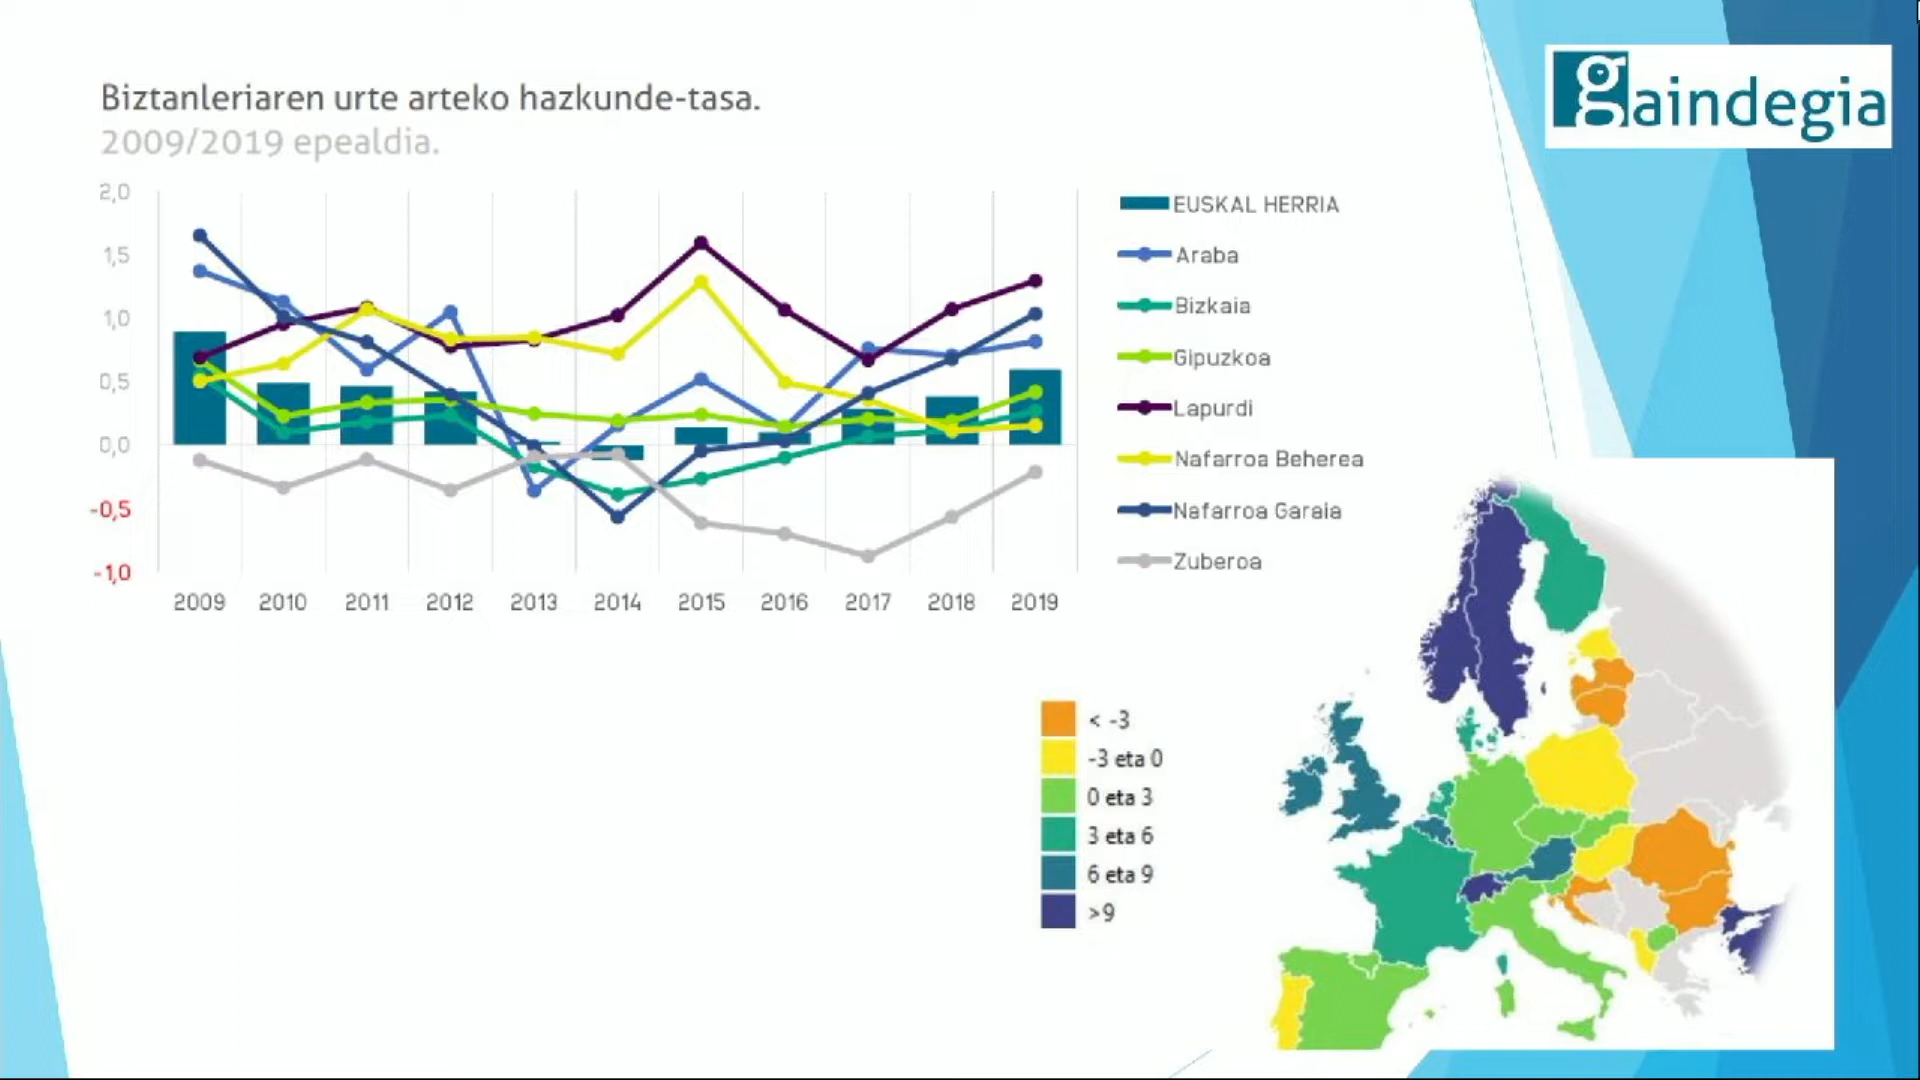 Biztanleriaren urte arteko hazkunde-tasa.
2009/2019 epealdia.
gaindegia
2,0
1,5
1,0
0,5
0,0
-0,5
-1,0
2009 2010 2011 2012 2013 2014 2015 2016 2017 2018 2019
EUSKAL HERRIA
Araba
Bizkaia
Gipuzkoa
Lapurdi
Nafarroa Beherea
Nafarroa Garaia
Zuberoa
< -3
-3 eta 0
0 eta 3
3 eta 6
6 eta 9
>9